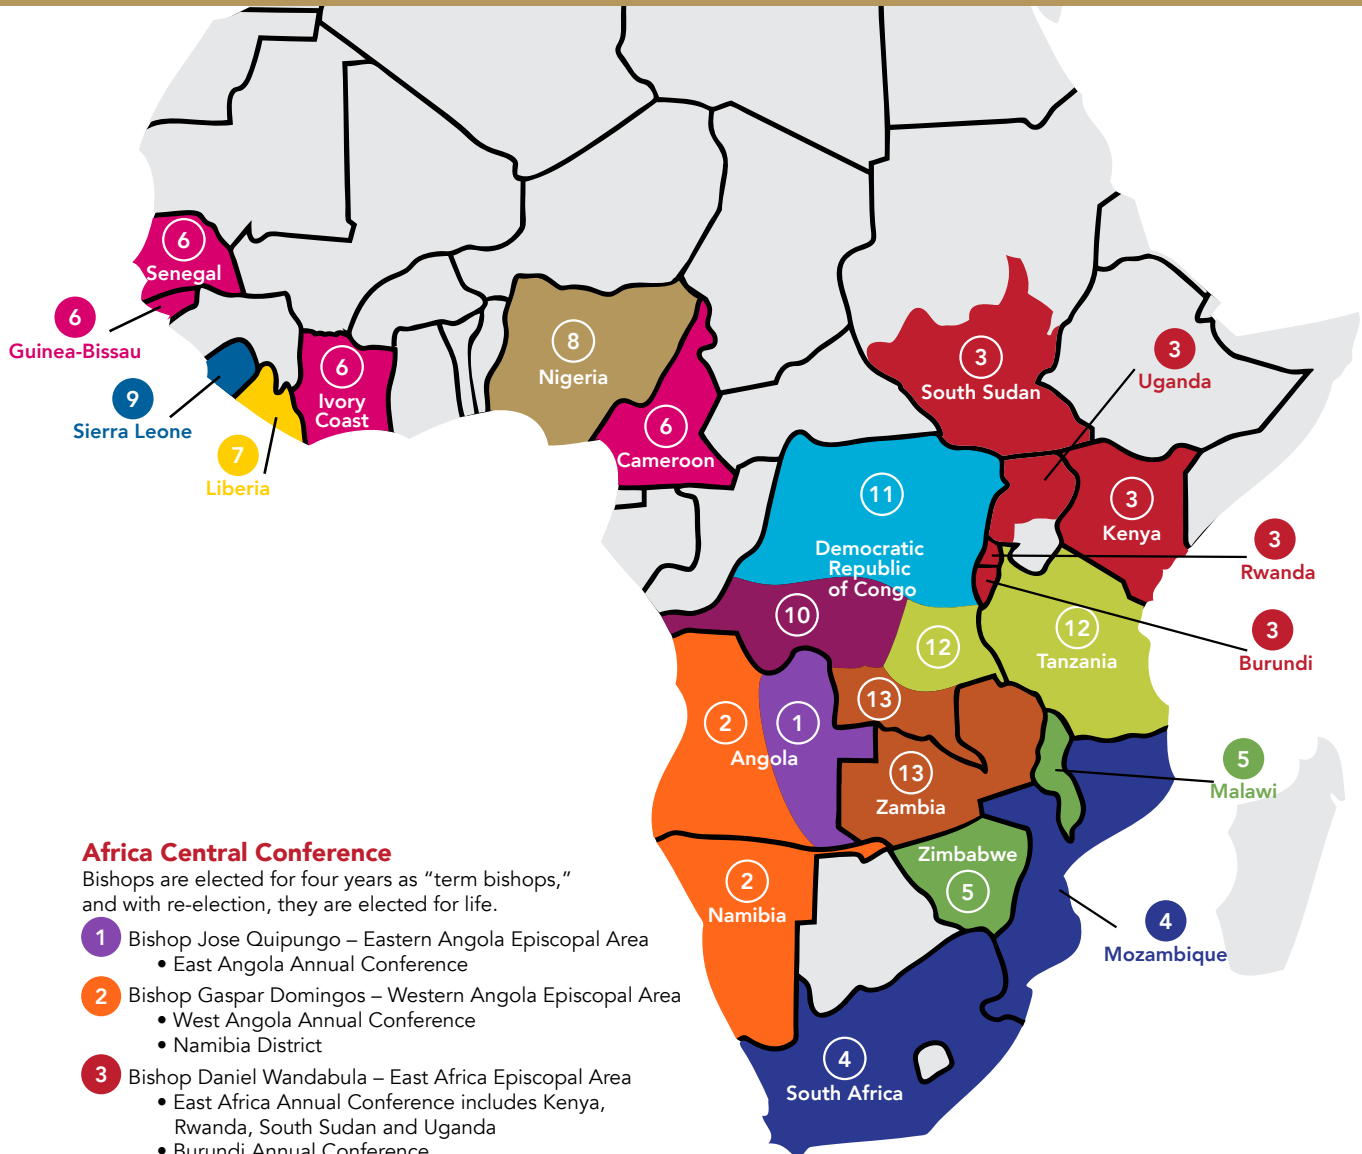 6
Senegal
6
Guinea-Bissau
9
Sierra Leone
7
Liberia
6
Ivory
Coast
8
Nigeria
6
Cameroon
3
South Sudan
3
Uganda
3
Kenya
3
Rwanda
3
Burundi
11
Democratic
Republic
of Congo
10
12
12
Tanzania
13
2
1
Angola
13
Zambia
5
Malawi
Zimbabwe
5
2
Namibia
4
Mozambique
4
South Africa
Africa Central Conference
Bishops are elected for four years as “term bishops,”
and with re-election, they are elected for life.
1 Bishop Jose Quipungo – Eastern Angola Episcopal Area
• East Angola Annual Conference
2 Bishop Gaspar Domingos – Western Angola Episcopal Area
• West Angola Annual Conference
• Namibia District
3 Bishop Daniel Wandabula – East Africa Episcopal Area
• East Africa Annual Conference includes Kenya,
Rwanda, South Sudan and Uganda
• Burundi Annual Conference